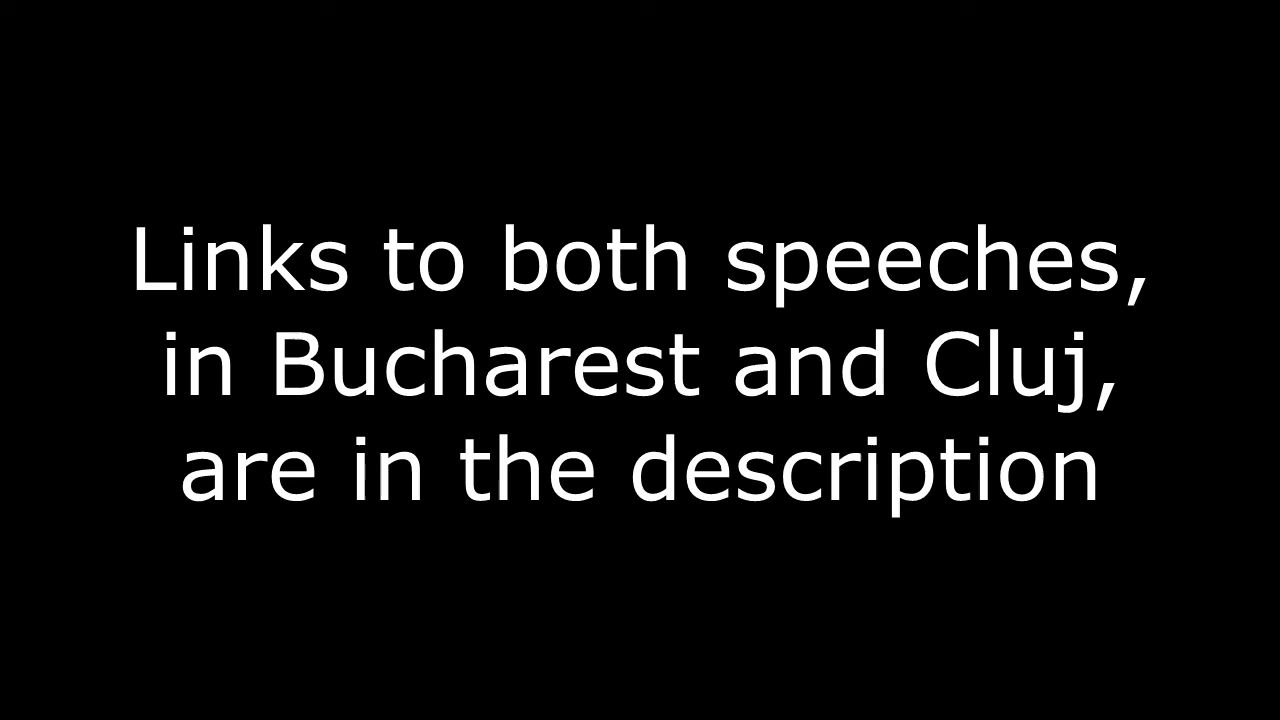 Links to both speeches,
in Bucharest and Cluj,
are in the description